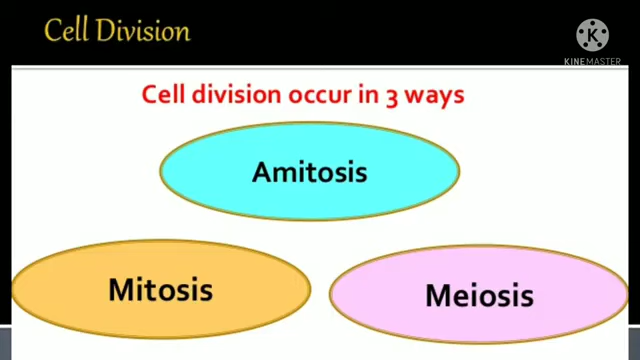 Cell Division
K
KINEMASTER
Cell division occur in 3 ways
Amitosis
Mitosis
Meiosis